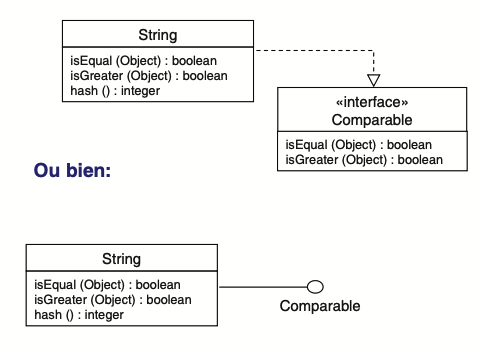 String
isEqual (Object) : boolean
isGreater (Object) : boolean
hash () : integer
«interface»
Comparable
isEqual (Object) : boolean
isGreater (Object) : boolean
Ou bien:
String
isEqual (Object) : boolean
isGreater (Object) : boolean
hash () : integer
Comparable